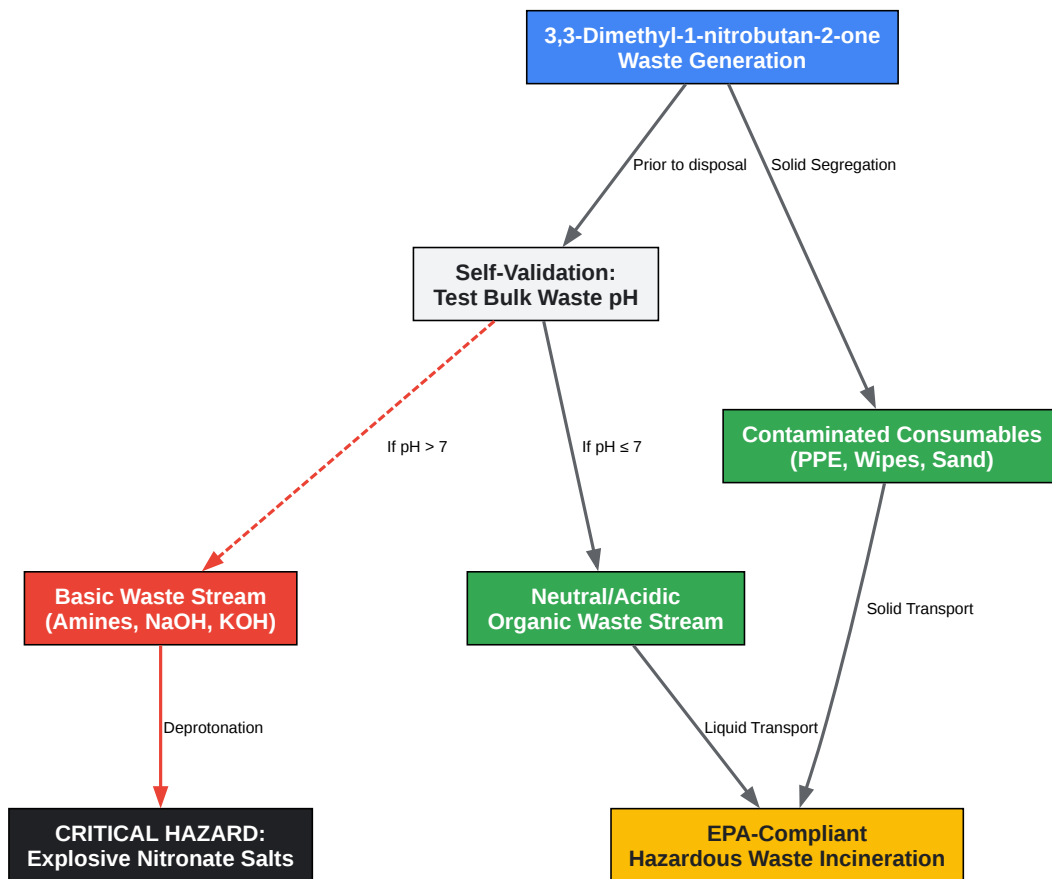 3,3-Dimethyl-1-nitrobutan-2-one
Waste Generation
Prior to disposal
Solid Segregation
Self-Validation:
Test Bulk Waste pH
If pH > 7
If pH ≤ 7
Contaminated Consumables
(PPE, Wipes, Sand)
Basic Waste Stream
(Amines, NaOH, KOH)
Neutral/Acidic
Organic Waste Stream
Solid Transport
Deprotonation
Liquid Transport
CRITICAL HAZARD:
Explosive Nitronate Salts
EPA-Compliant
Hazardous Waste Incineration